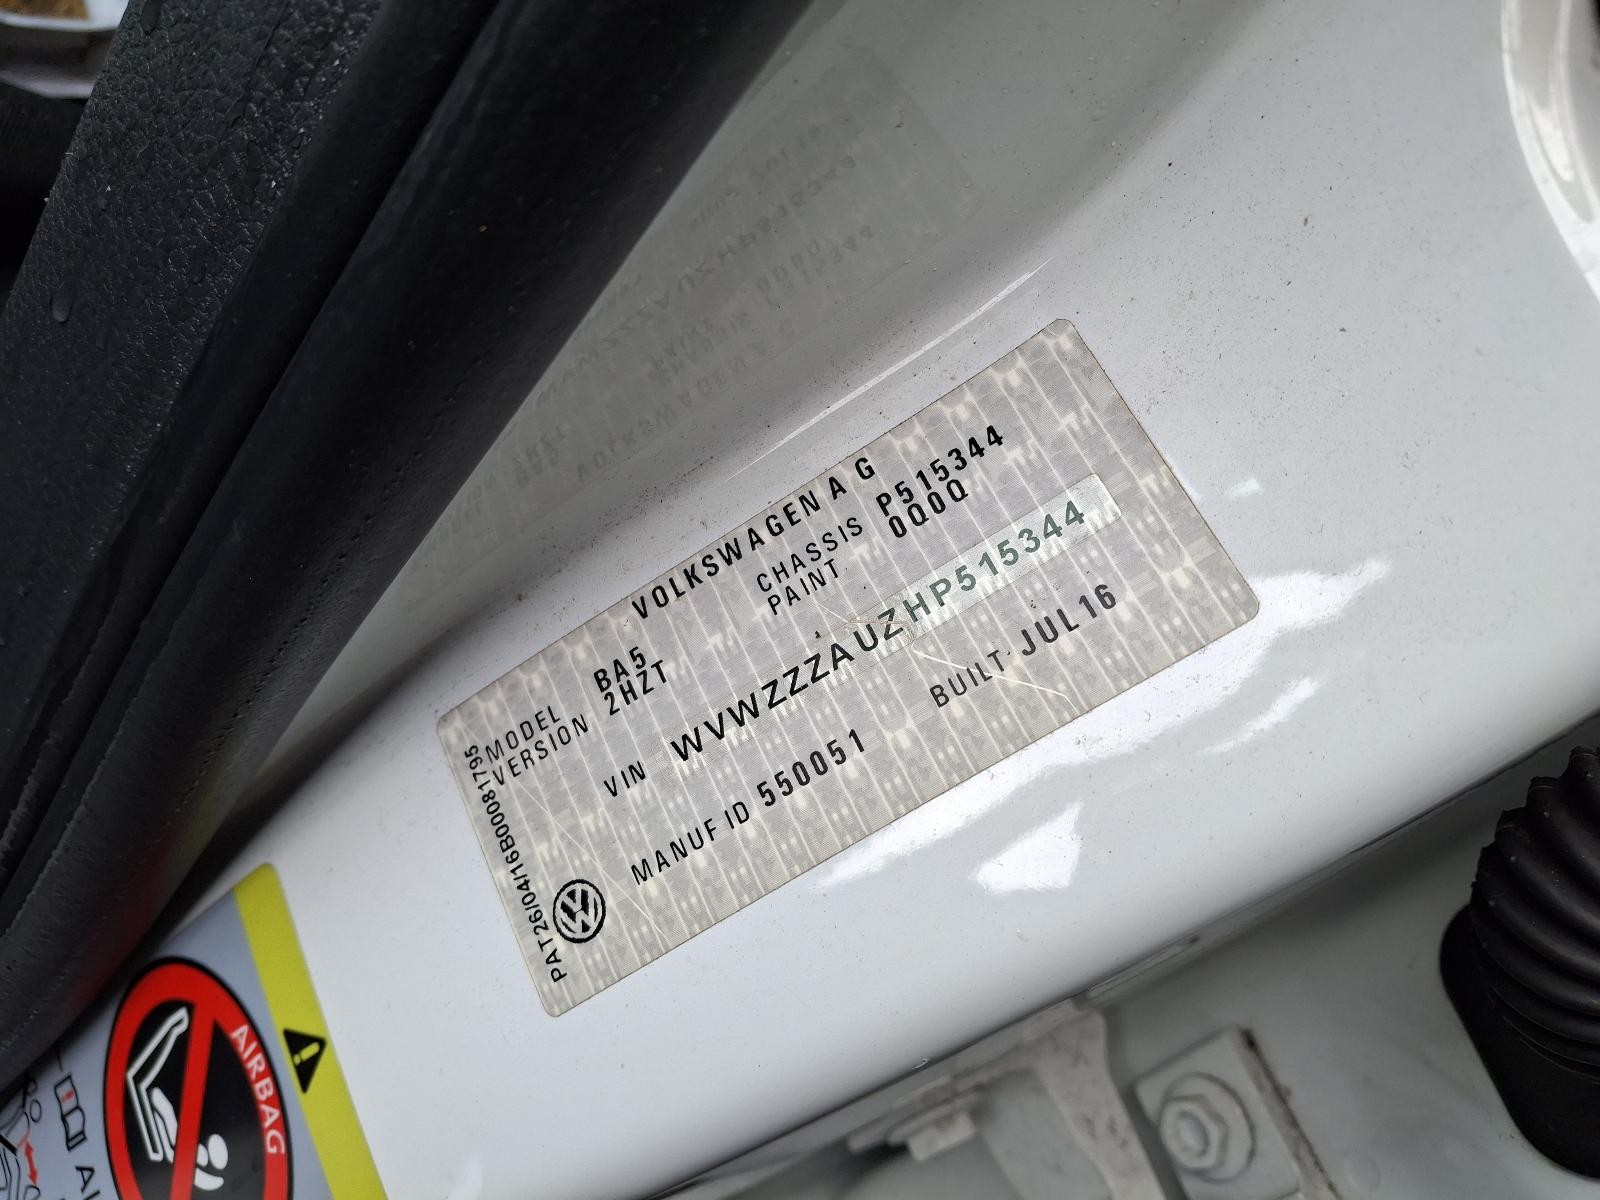 VOLKSWAGEN A G
MODEL BA5 CHASSIS P515344
VERSION 2HZT PAINT 0Q0Q
VIN WVWZZZAUZHP515344
MANUF ID 550051 BUILT JUL16
PAT26/04/16B000081795
AIRBAG